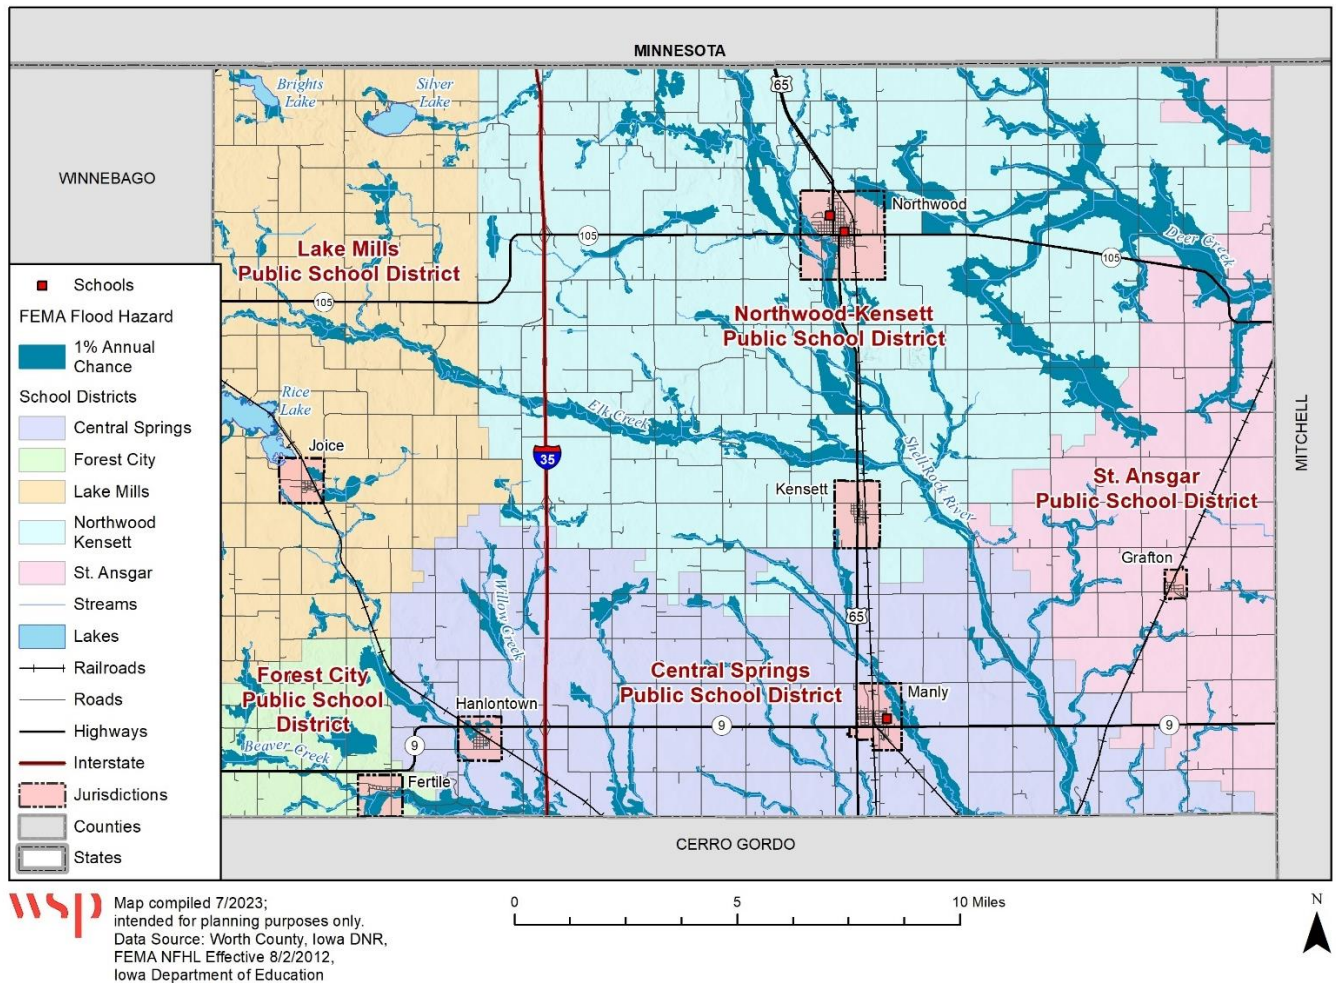 MINNESOTA
65
Brights
Lake
Silver
Lake
WINNEBAGO
Northwood
105
Lake Mills
Public School District
Deer Creek
105
105
Northwood-Kensett
Public School District
Schools
FEMA Flood Hazard
1% Annual
Chance
School Districts
Central Springs
Forest City
Lake Mills
Northwood
Kensett
St. Ansgar
Streams
Lakes
Railroads
Roads
Highways
Interstate
Jurisdictions
Counties
States
Rice
Lake
Joice
Elk Creek
35
Shell Rock River
MITCHELL
Kensett
St. Ansgar
Public School District
Grafton
Willow Creek
65
Forest City
Public School
District
Central Springs
Public School District
Hanlontown
Manly
9
9
9
Beaver Creek
Fertile
CERRO GORDO
wsp
Map compiled 7/2023;
intended for planning purposes only.
Data Source: Worth County, Iowa DNR,
FEMA NFHL Effective 8/2/2012,
Iowa Department of Education
0 5 10 Miles
N